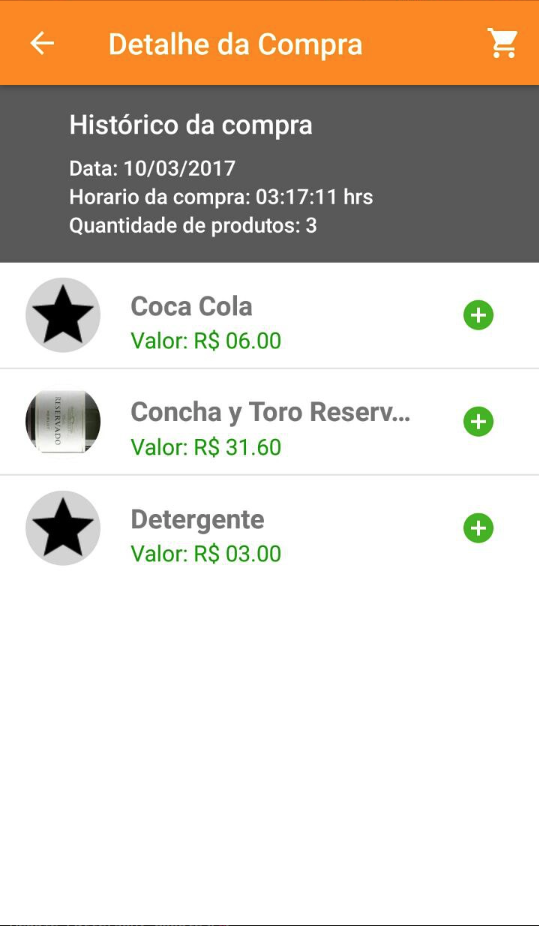 Detalhe da Compra
Histórico da compra
Data: 10/03/2017
Horario da compra: 03:17:11 hrs
Quantidade de produtos: 3
Coca Cola
Valor: R$ 06.00
RESERVADO
Concha y Toro Reserv...
Valor: R$ 31.60
Detergente
Valor: R$ 03.00